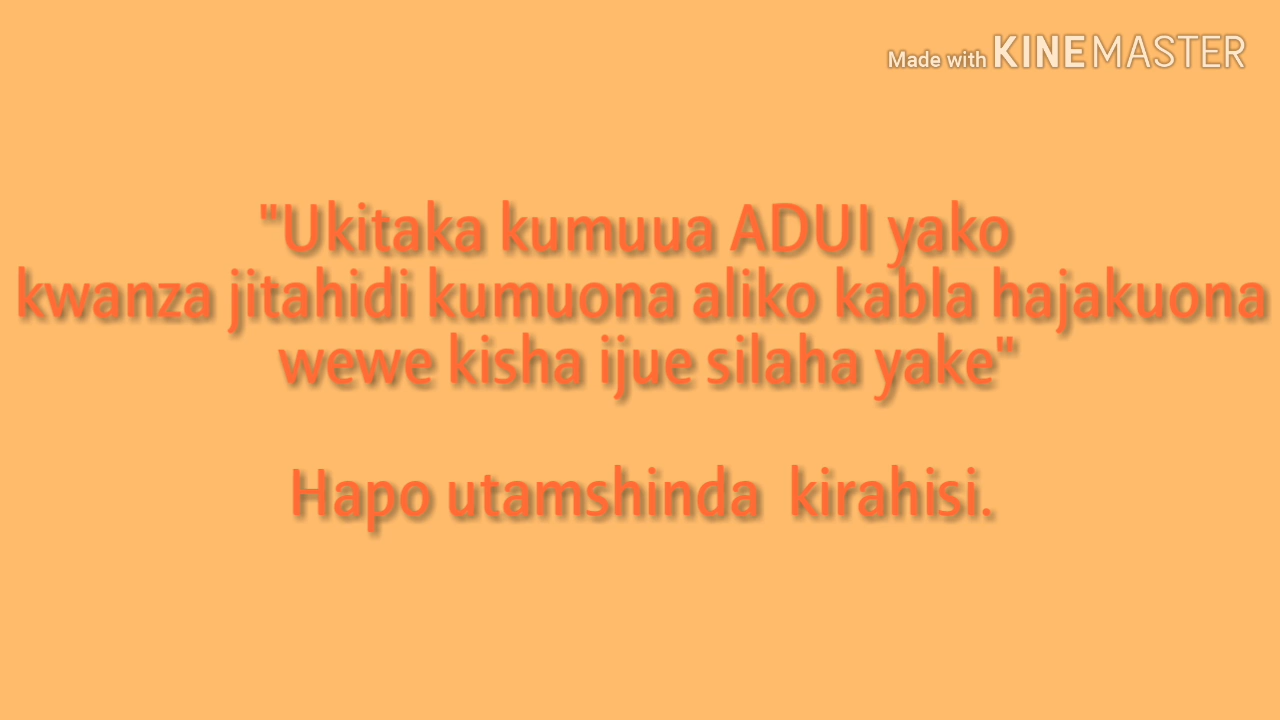 Made with KINEMASTER
"Ukitaka kumuua ADUI yako
kwanza jitahidi kumuona aliko kabla hajakuona
wewe kisha ijue silaha yake"
Hapo utamshinda kirahisi.